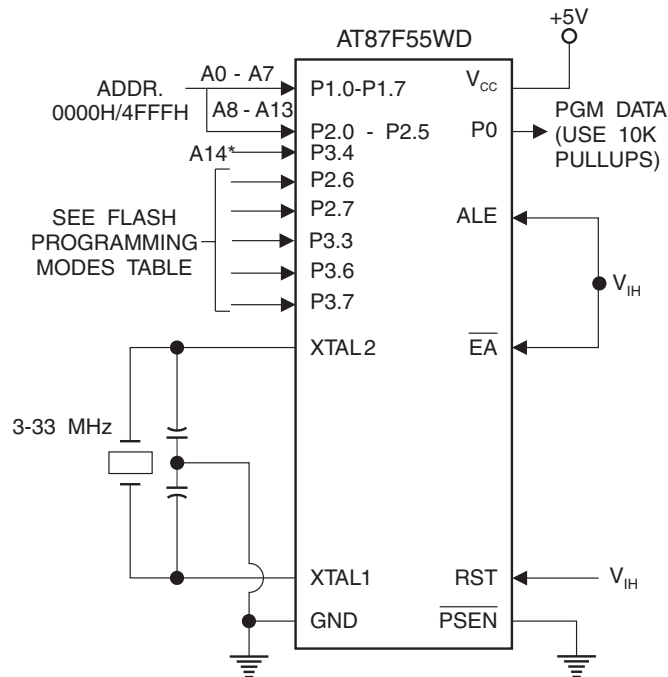 +5V
AT87F55WD
ADDR.
0000H/4FFFH
A0 - A7
A8 - A13
A14*
P1.0-P1.7
P2.0 - P2.5
P3.4
P2.6
P2.7
P3.3
P3.6
P3.7
SEE FLASH
PROGRAMMING
MODES TABLE
VCC
P0
PGM DATA
(USE 10K
PULLUPS)
ALE
VIH
EA
XTAL2
3-33 MHz
XTAL1
GND
RST
VIH
PSEN